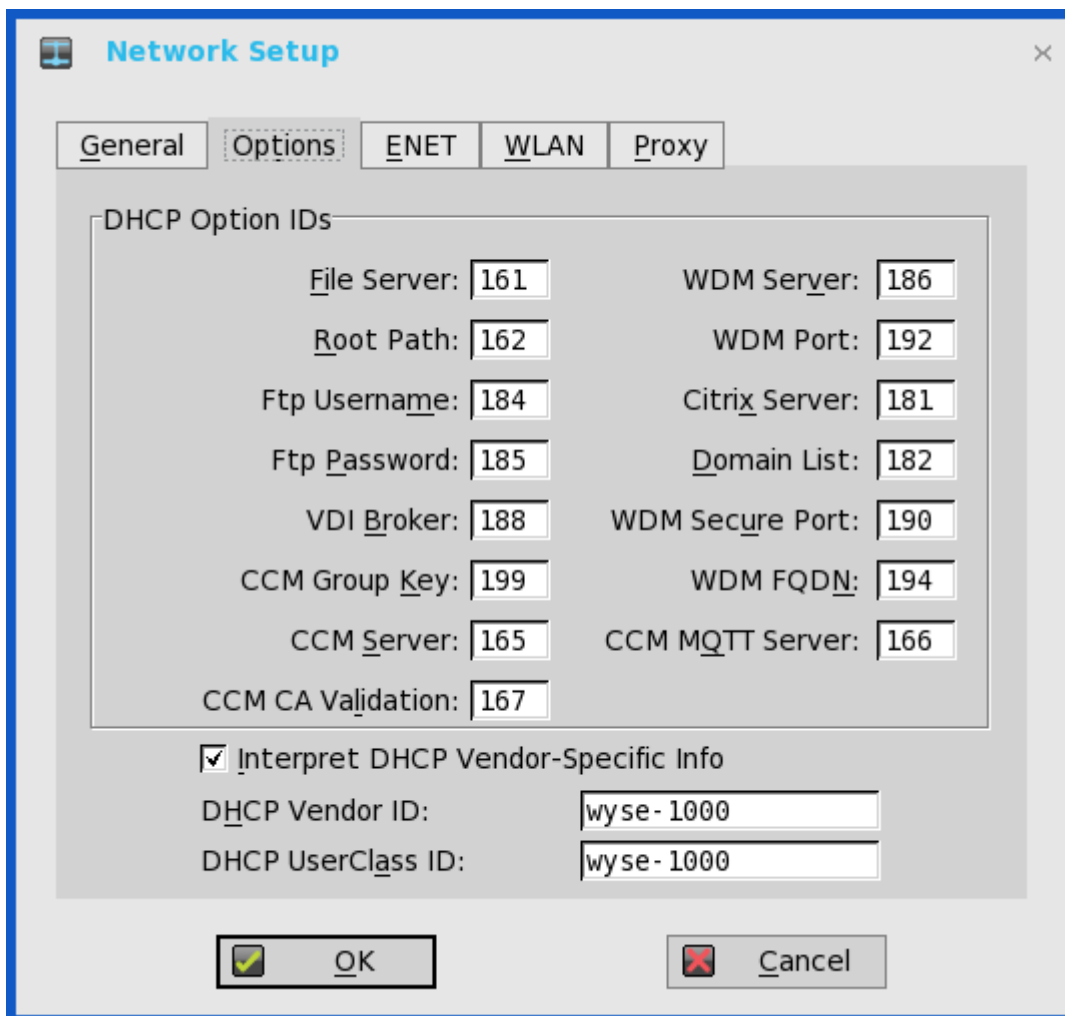 Network Setup
General Options ENET WLAN Proxy
DHCP Option IDs
File Server: 161 WDM Server: 186
Root Path: 162 WDM Port: 192
Ftp Username: 184 Citrix Server: 181
Ftp Password: 185 Domain List: 182
VDI Broker: 188 WDM Secure Port: 190
CCM Group Key: 199 WDM FQDN: 194
CCM Server: 165 CCM MQTT Server: 166
CCM CA Validation: 167
Interpret DHCP Vendor-Specific Info
DHCP Vendor ID: wyse-1000
DHCP UserClass ID: wyse-1000
OK Cancel